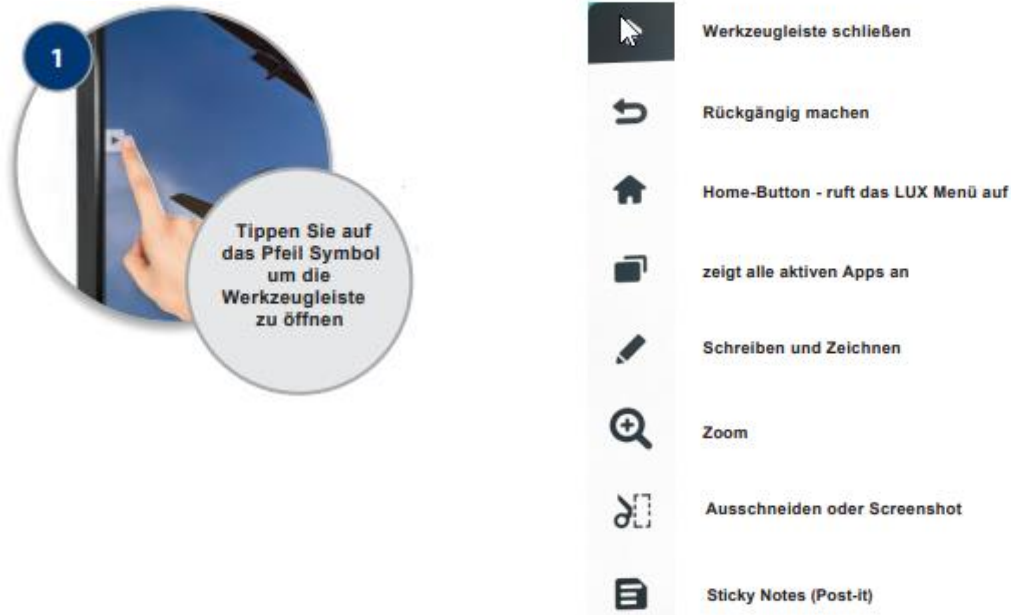 1
Tippen Sie auf
das Pfeil Symbol
um die
Werkzeugleiste
zu öffnen
Werkzeugleiste schließen
Rückgängig machen
Home-Button - ruft das LUX Menü auf
zeigt alle aktiven Apps an
Schreiben und Zeichnen
Zoom
Ausschneiden oder Screenshot
Sticky Notes (Post-it)